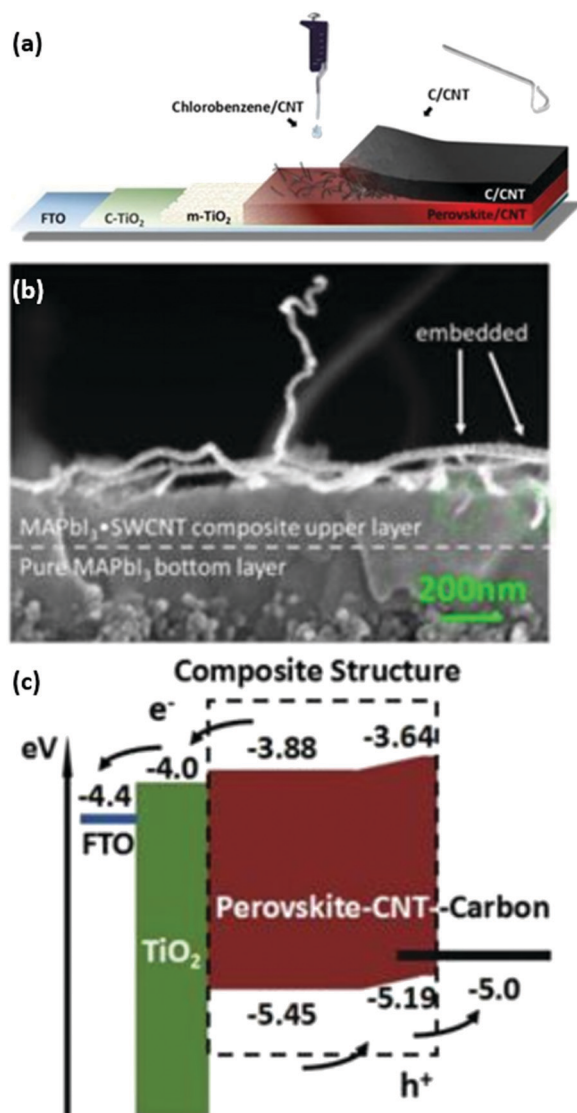 (a)
Chlorobenzene/CNT
C/CNT
C/CNT
FTO
C-TiO₂
m-TiO₂
Perovskite/CNT
(b)
embedded
MAPbI₃•SWCNT composite upper layer
Pure MAPbI₃ bottom layer
200nm
(c)
Composite Structure
e⁻
eV
-4.4
-4.0
-3.88
-3.64
FTO
Perovskite-CNT--Carbon
TiO₂
-5.45
-5.19
-5.0
h⁺